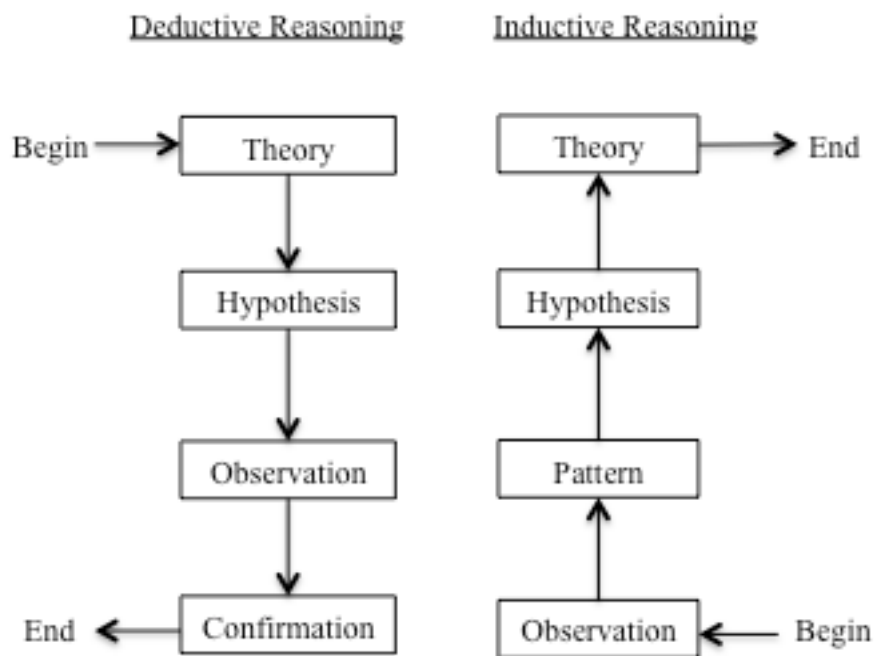 Deductive Reasoning
Inductive Reasoning
Begin
Theory
Theory
End
Hypothesis
Hypothesis
Observation
Pattern
End
Confirmation
Observation
Begin